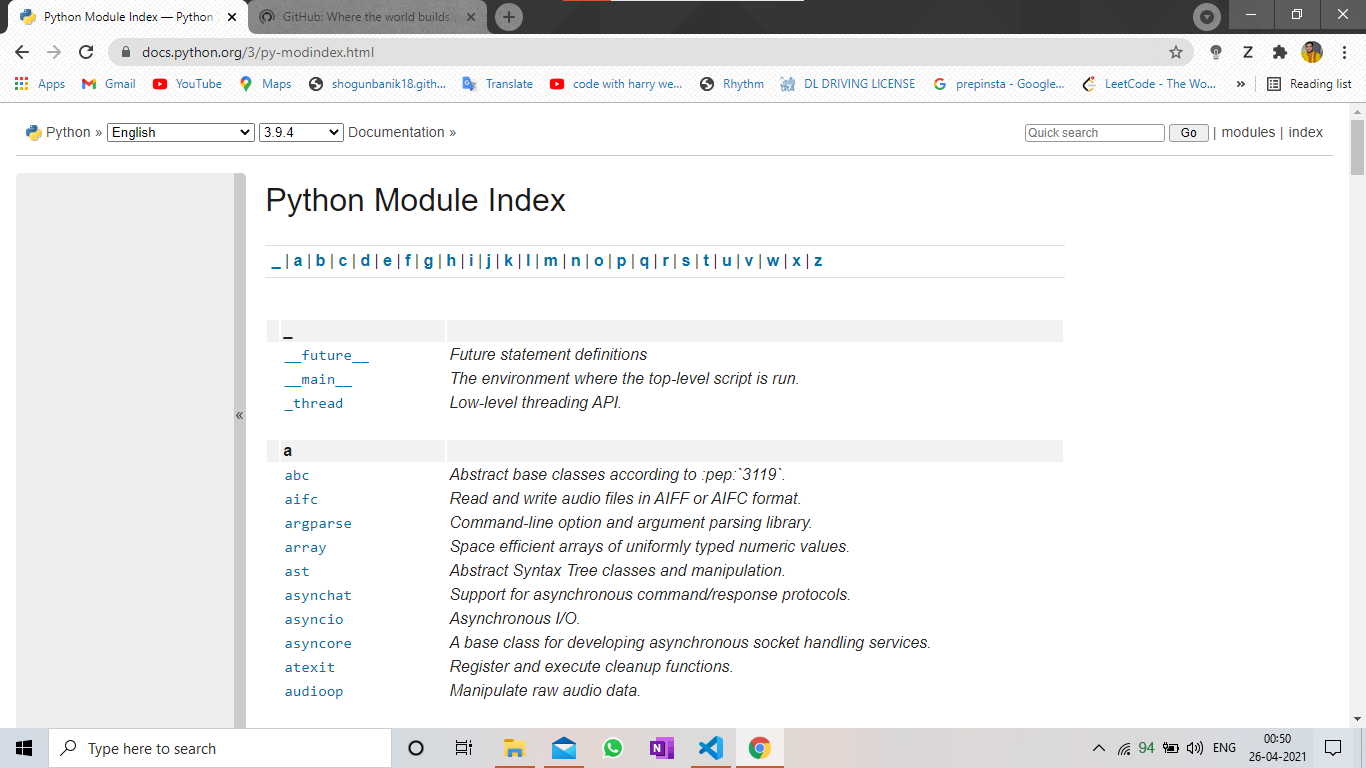 Python Module Index — Python
GitHub: Where the world builds
docs.python.org/3/py-modindex.html
Apps Gmail YouTube Maps shogunbanik18.gith... Translate code with harry we... Rhythm DL DRIVING LICENSE prepinsta - Google... LeetCode - The Wo... » Reading list
Python » English 3.9.4 Documentation » Quick search Go | modules | index
«
Python Module Index
_ | a | b | c | d | e | f | g | h | i | j | k | l | m | n | o | p | q | r | s | t | u | v | w | x | z
_
__future__ Future statement definitions
__main__ The environment where the top-level script is run.
_thread Low-level threading API.
a
abc Abstract base classes according to :pep:`3119`.
aifc Read and write audio files in AIFF or AIFC format.
argparse Command-line option and argument parsing library.
array Space efficient arrays of uniformly typed numeric values.
ast Abstract Syntax Tree classes and manipulation.
asynchat Support for asynchronous command/response protocols.
asyncio Asynchronous I/O.
asyncore A base class for developing asynchronous socket handling services.
atexit Register and execute cleanup functions.
audioop Manipulate raw audio data.
Type here to search
94 ENG
00:50
26-04-2021